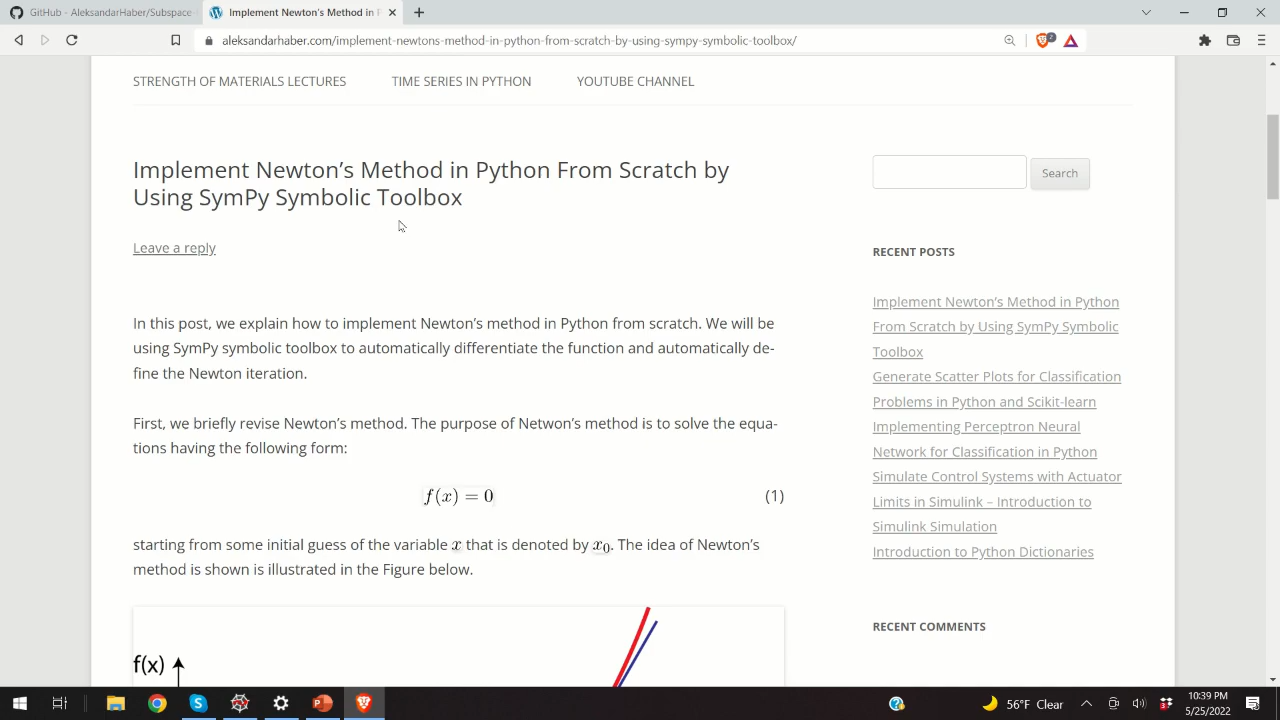 GitHub - AleksandarHaber/Subspace
Implement Newton's Method in P
aleksandarhaber.com/implement-newtons-method-in-python-from-scratch-by-using-sympy-symbolic-toolbox/
2
STRENGTH OF MATERIALS LECTURES TIME SERIES IN PYTHON YOUTUBE CHANNEL
Implement Newton’s Method in Python From Scratch by
Using SymPy Symbolic Toolbox
Leave a reply
In this post, we explain how to implement Newton’s method in Python from scratch. We will be
using SymPy symbolic toolbox to automatically differentiate the function and automatically de-
fine the Newton iteration.
First, we briefly revise Newton’s method. The purpose of Netwon’s method is to solve the equa-
tions having the following form:
f(x) = 0 (1)
starting from some initial guess of the variable x that is denoted by x₀. The idea of Newton’s
method is shown is illustrated in the Figure below.
f(x)
Search
RECENT POSTS
Implement Newton’s Method in Python
From Scratch by Using SymPy Symbolic
Toolbox
Generate Scatter Plots for Classification
Problems in Python and Scikit-learn
Implementing Perceptron Neural
Network for Classification in Python
Simulate Control Systems with Actuator
Limits in Simulink – Introduction to
Simulink Simulation
Introduction to Python Dictionaries
RECENT COMMENTS
56°F Clear
10:39 PM
5/25/2022